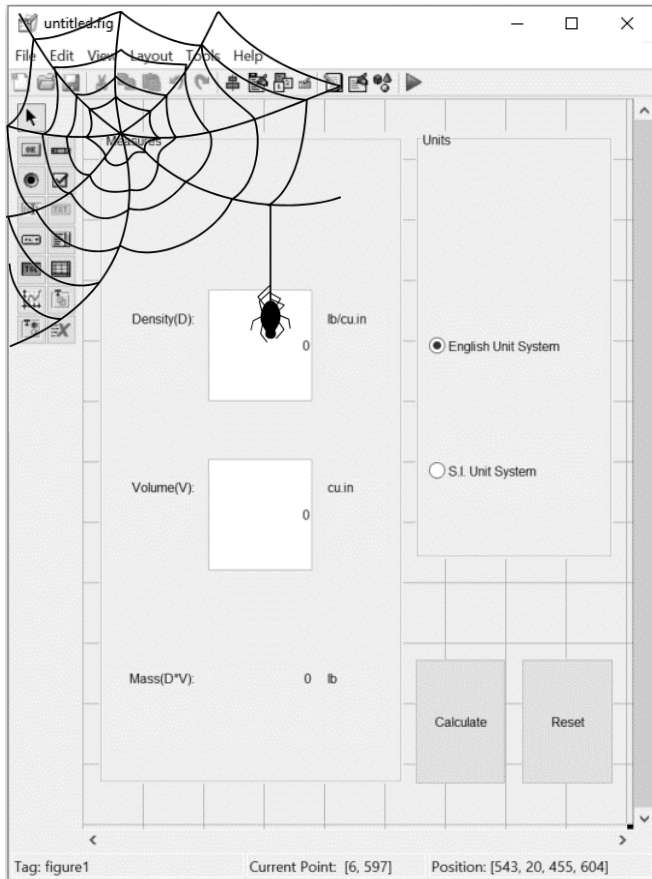 untitled.fig
File Edit View Layout Tools Help
Measures
Units
Density(D):
0
lb/cu.in
English Unit System
Volume(V):
0
cu.in
S.I. Unit System
Mass(D*V):
0
lb
Calculate
Reset
Tag: figure1
Current Point: [6, 597]
Position: [543, 20, 455, 604]